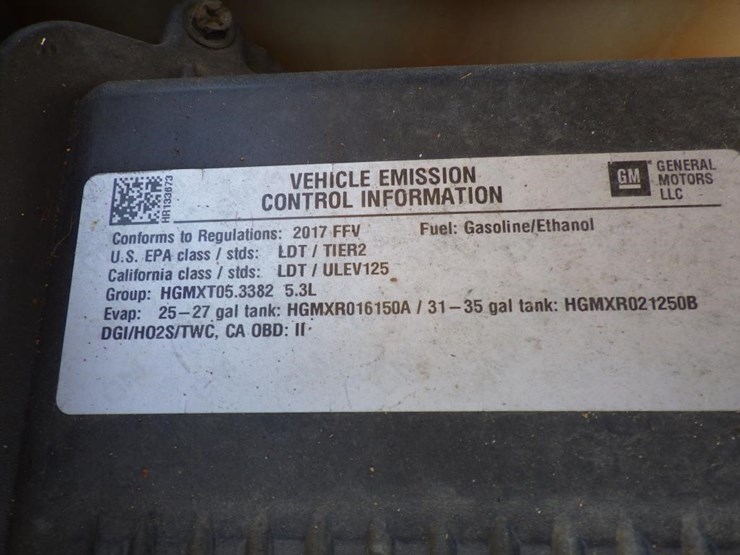 HR133673
VEHICLE EMISSION
CONTROL INFORMATION
GM
GENERAL
MOTORS
LLC
Conforms to Regulations: 2017 FFV Fuel: Gasoline/Ethanol
U.S. EPA class / stds: LDT / TIER2
California class / stds: LDT / ULEV125
Group: HGMXT05.3382 5.3L
Evap: 25-27 gal tank: HGMXR016150A / 31-35 gal tank: HGMXR021250B
DGI/HO2S/TWC, CA OBD: II